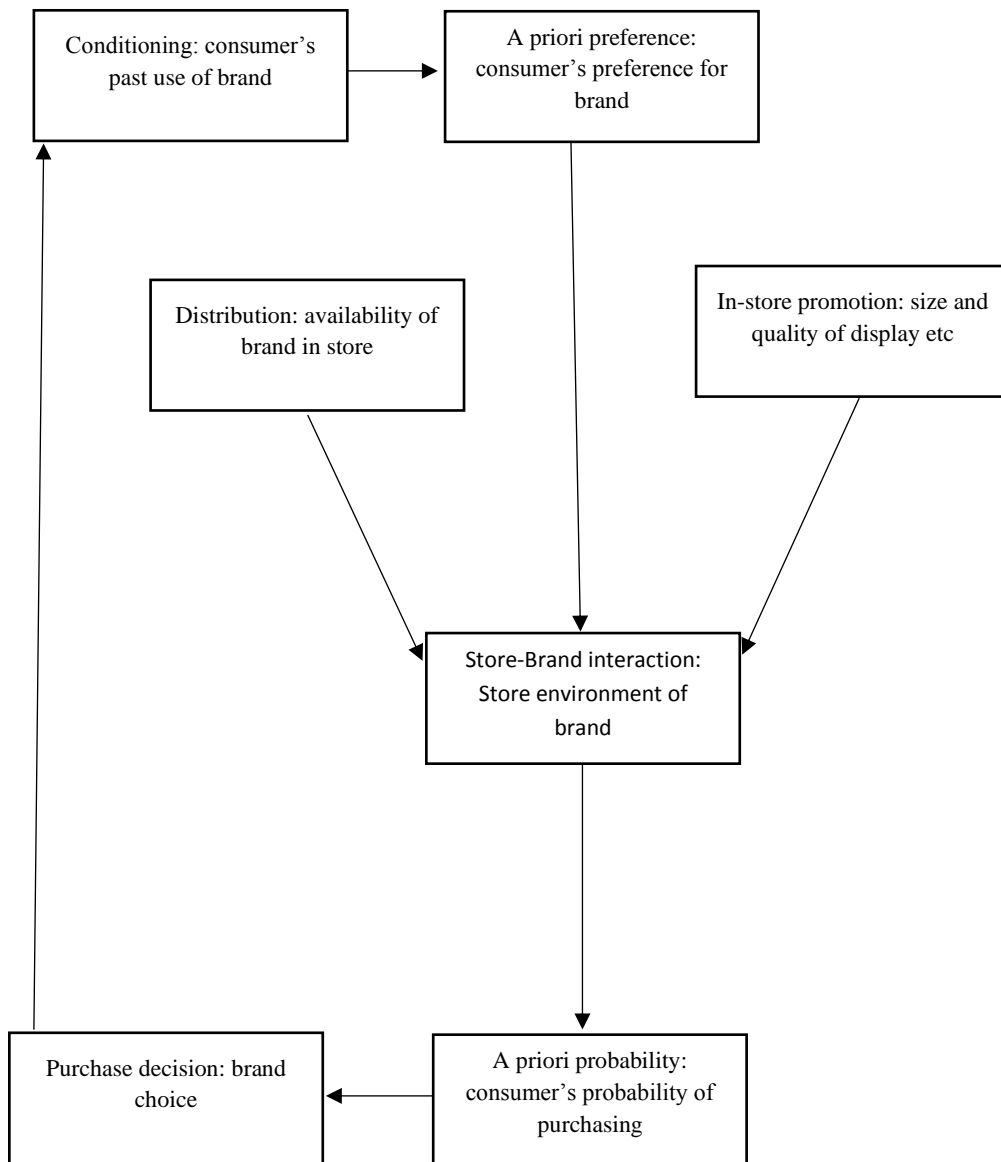 Conditioning: consumer’s
past use of brand
A priori preference:
consumer’s preference for
brand
Distribution: availability of
brand in store
In-store promotion: size and
quality of display etc
Store-Brand interaction:
Store environment of
brand
Purchase decision: brand
choice
A priori probability:
consumer’s probability of
purchasing